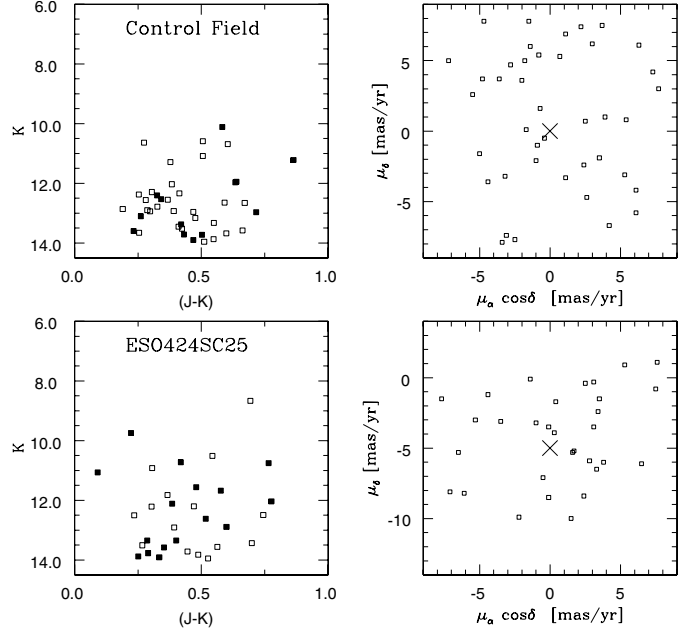 6.0
Control Field
8.0
K
10.0
12.0
14.0
0.0 0.5 1.0
(J-K)
5
μδ [mas/yr]
0
-5
-5 0 5
μα cosδ [mas/yr]
6.0
ESO424SC25
8.0
K
10.0
12.0
14.0
0.0 0.5 1.0
(J-K)
0
μδ [mas/yr]
-5
-10
-5 0 5
μα cosδ [mas/yr]